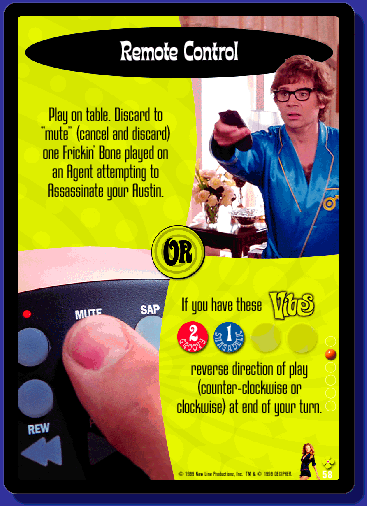 Remote Control
Play on table. Discard to
"mute" (cancel and discard)
one Frickin' Bone played on
an Agent attempting to
Assassinate your Austin.
OR
MUTE
SAP
REW
If you have these Vibes
2
1
reverse direction of play
(counter-clockwise or
clockwise) at end of your turn.
© 1999 New Line Productions, Inc. TM & © 1999 DECIPHER.
56